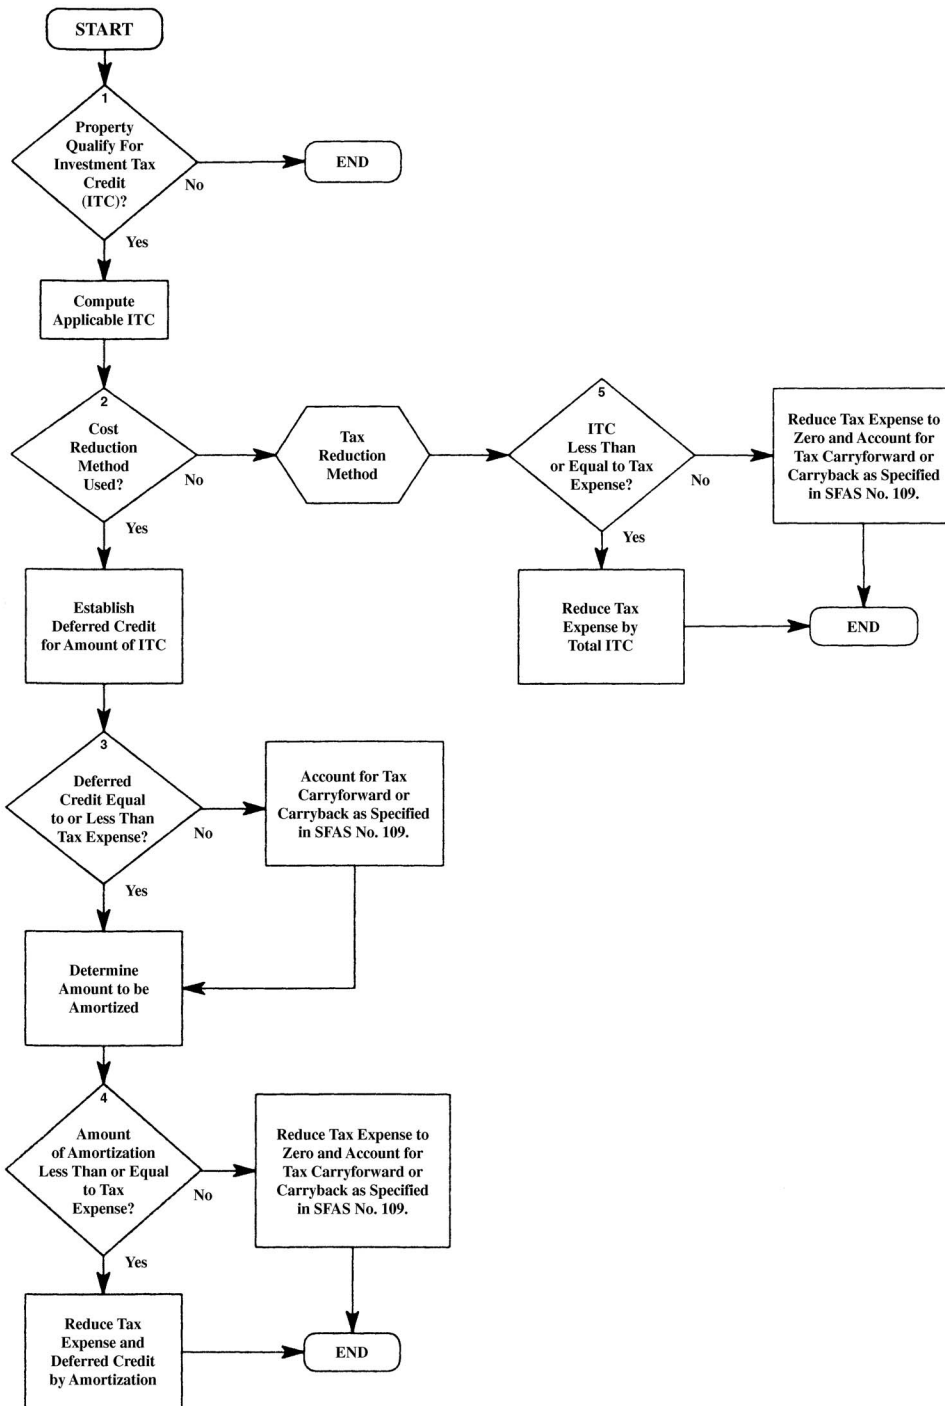 START
1
Property
Qualify For
Investment Tax
Credit
(ITC)?
No
END
Yes
Compute
Applicable ITC
2
Cost
Reduction
Method
Used?
No
Tax
Reduction
Method
5
ITC
Less Than
or Equal to Tax
Expense?
No
Reduce Tax Expense to
Zero and Account for
Tax Carryforward or
Carryback as Specified
in SFAS No. 109.
Yes
Yes
Establish
Deferred Credit
for Amount of ITC
Reduce Tax
Expense by
Total ITC
END
3
Deferred
Credit Equal
to or Less Than
Tax Expense?
No
Account for Tax
Carryforward or
Carryback as Specified
in SFAS No. 109.
Yes
Determine
Amount to be
Amortized
4
Amount
of Amortization
Less Than or Equal
to Tax
Expense?
No
Reduce Tax Expense to
Zero and Account for
Tax Carryforward or
Carryback as Specified
in SFAS No. 109.
Yes
Reduce Tax
Expense and
Deferred Credit
by Amortization
END